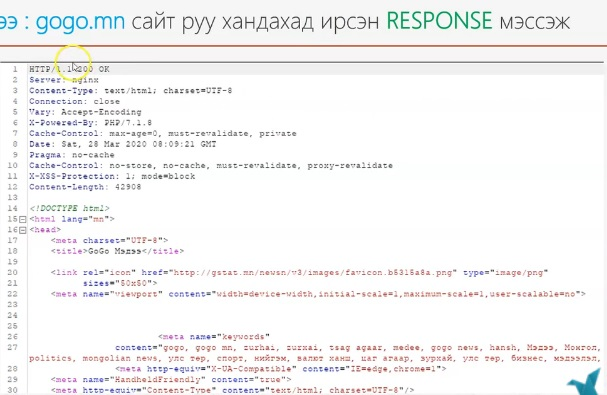 ээ : gogo.mn сайт руу хандахад ирсэн RESPONSE мэссэж
1 HTTP/1.1 200 OK
2 Server: nginx
3 Content-Type: text/html; charset=UTF-8
4 Connection: close
5 Vary: Accept-Encoding
6 X-Powered-By: PHP/7.1.8
7 Cache-Control: max-age=0, must-revalidate, private
8 Date: Sat, 28 Mar 2020 08:09:21 GMT
9 Pragma: no-cache
10 Cache-Control: no-store, no-cache, must-revalidate, proxy-revalidate
11 X-XSS-Protection: 1; mode=block
12 Content-Length: 42908
13
14 <!DOCTYPE html>
15 <html lang="mn">
16 <head>
17 <meta charset="UTF-8">
18 <title>GoGo Мэдээ</title>
19
20 <link rel="icon" href="http://gstat.mn/newsn/v3/images/favicon.b5315a8a.png" type="image/png"
21 sizes="50x50">
22 <meta name="viewport" content="width=device-width,initial-scale=1,maximum-scale=1,user-scalable=no">
23
24
25
26 <meta name="keywords"
27 content="gogo, gogo mn, zurhai, zurxai, tsag agaar, medee, gogo news, hansh, Мэдээ, Монгол,
politics, mongolian news, улс төр, спорт, нийгэм, валют ханш, цаг агаар, зурхай, улс төр, бизнес, мэдээлэл,
28 <meta http-equiv="X-UA-Compatible" content="IE=edge,chrome=1">
29 <meta name="HandheldFriendly" content="true">
30 <meta http-equiv="Content-Type" content="text/html; charset=UTF-8"/>